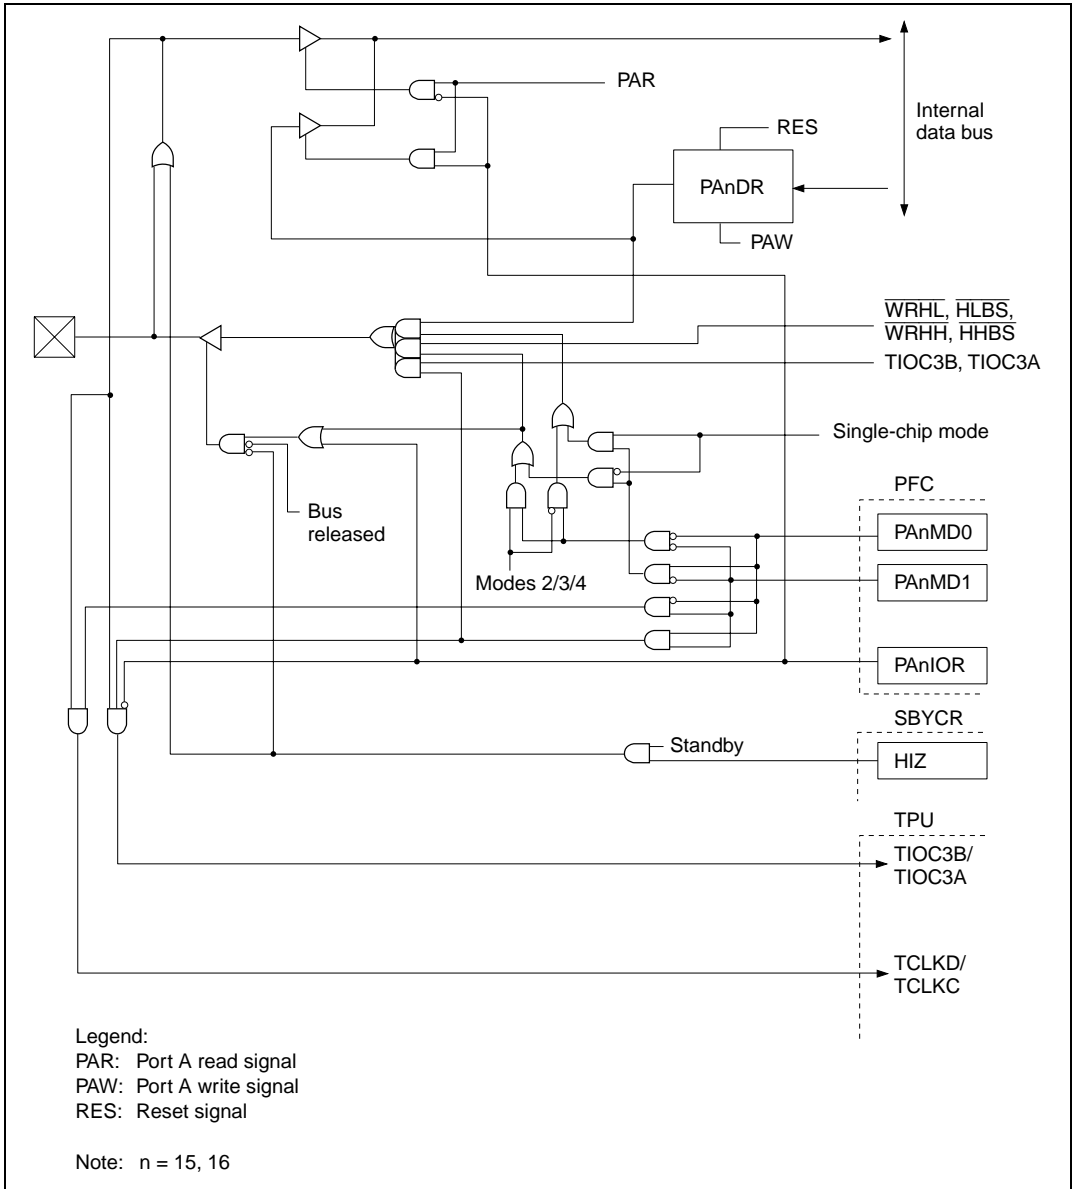 PAR
Internal
data bus
RES
PAnDR
PAW
WRHL, HLBS,
WRHH, HHBS
TIOC3B, TIOC3A
Single-chip mode
PFC
Bus
released
PAnMD0
Modes 2/3/4
PAnMD1
PAnIOR
SBYCR
Standby
HIZ
TPU
TIOC3B/
TIOC3A
TCLKD/
TCLKC
Legend:
PAR: Port A read signal
PAW: Port A write signal
RES: Reset signal
Note: n = 15, 16